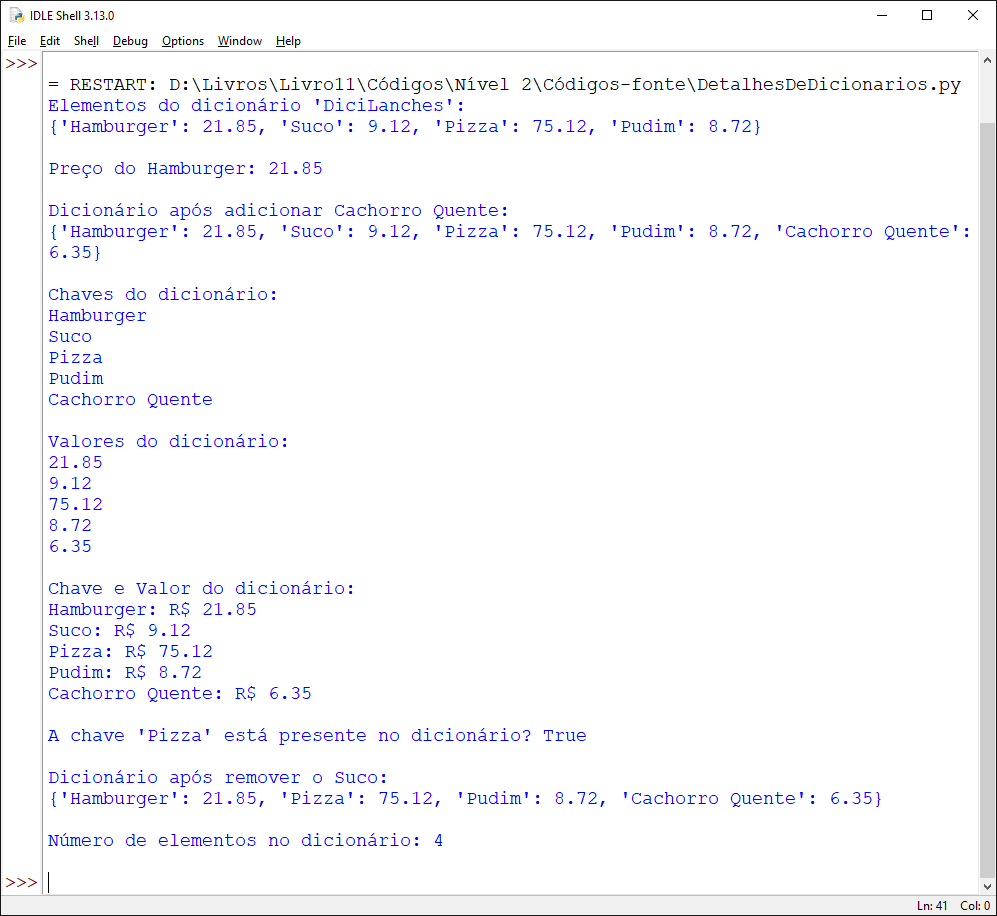 IDLE Shell 3.13.0
File Edit Shell Debug Options Window Help
>>>
= RESTART: D:\Livros\Livro11\Códigos\Nível 2\Códigos-fonte\DetalhesDeDicionarios.py
Elementos do dicionário 'DiciLanches':
{'Hamburger': 21.85, 'Suco': 9.12, 'Pizza': 75.12, 'Pudim': 8.72}
Preço do Hamburger: 21.85
Dicionário após adicionar Cachorro Quente:
{'Hamburger': 21.85, 'Suco': 9.12, 'Pizza': 75.12, 'Pudim': 8.72, 'Cachorro Quente':
6.35}
Chaves do dicionário:
Hamburger
Suco
Pizza
Pudim
Cachorro Quente
Valores do dicionário:
21.85
9.12
75.12
8.72
6.35
Chave e Valor do dicionário:
Hamburger: R$ 21.85
Suco: R$ 9.12
Pizza: R$ 75.12
Pudim: R$ 8.72
Cachorro Quente: R$ 6.35
A chave 'Pizza' está presente no dicionário? True
Dicionário após remover o Suco:
{'Hamburger': 21.85, 'Pizza': 75.12, 'Pudim': 8.72, 'Cachorro Quente': 6.35}
Número de elementos no dicionário: 4
>>>
Ln: 41 Col: 0